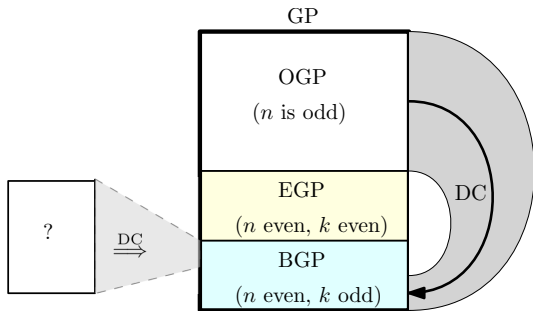 GP
OGP
(n is odd)
EGP
(n even, k even)
BGP
(n even, k odd)
DC
?
DC
⟹